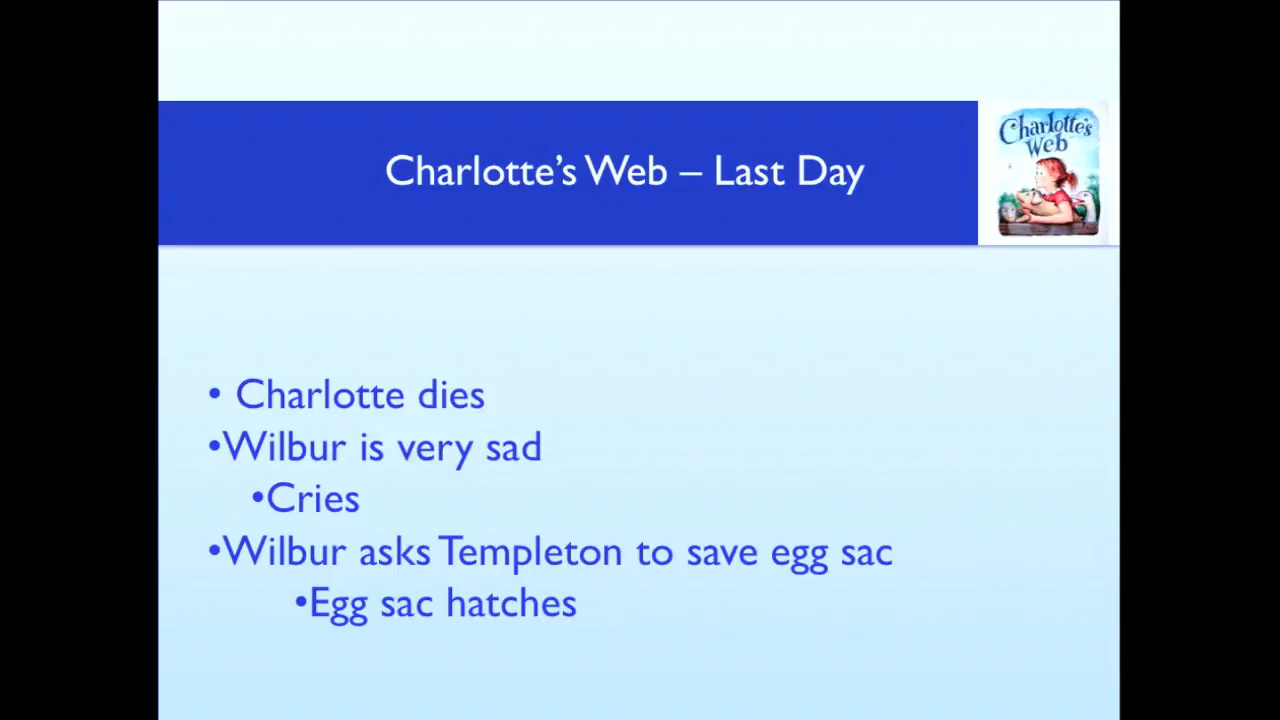 Charlotte's Web – Last Day
Charlotte's
Web
• Charlotte dies
•Wilbur is very sad
•Cries
•Wilbur asks Templeton to save egg sac
•Egg sac hatches